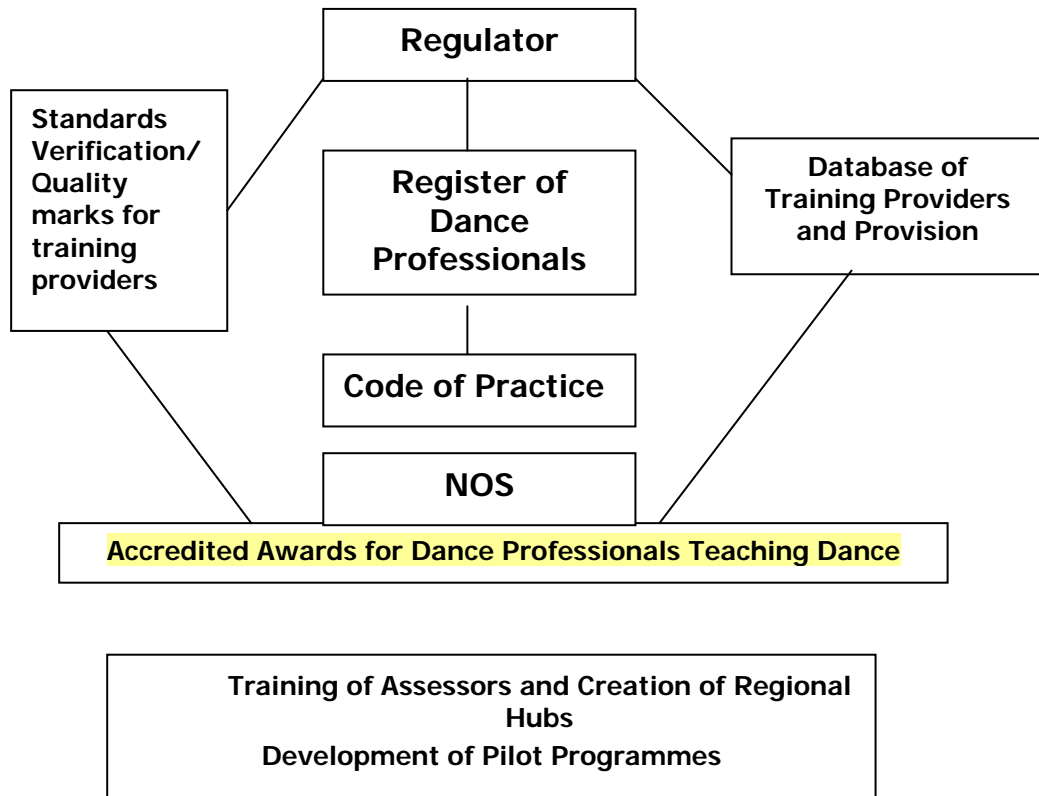 Regulator
Standards
Verification/
Quality
marks for
training
providers
Register of
Dance
Professionals
Database of
Training Providers
and Provision
Code of Practice
NOS
Accredited Awards for Dance Professionals Teaching Dance
Training of Assessors and Creation of Regional
Hubs
Development of Pilot Programmes